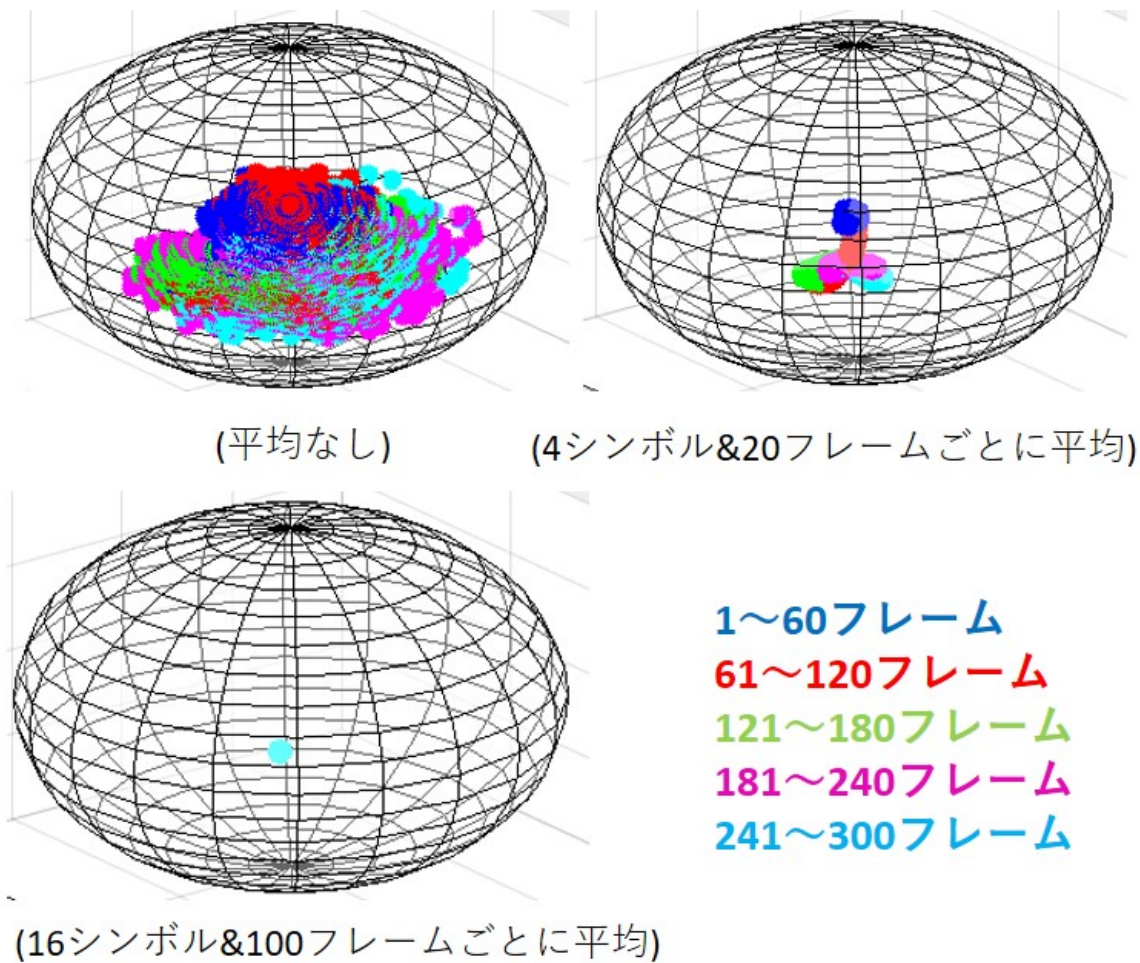 (平均なし)
(4シンボル&20フレームごとに平均)
1～60フレーム
61～120フレーム
121～180フレーム
181～240フレーム
241～300フレーム
(16シンボル&100フレームごとに平均)